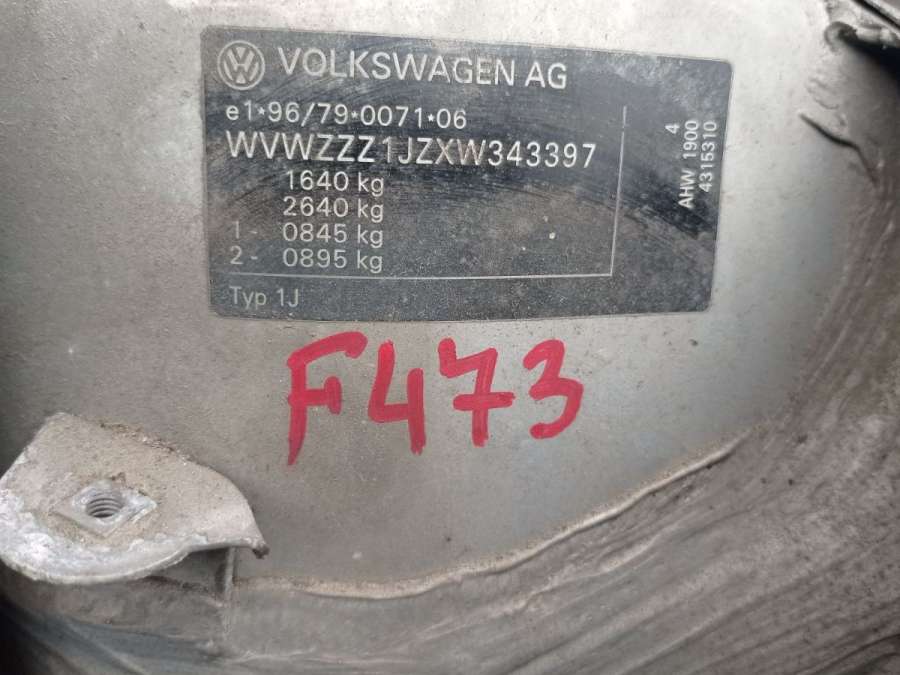 VOLKSWAGEN AG
e1*96/79*0071*06
WVWZZZ1JZXW343397
1640 kg
2640 kg
1 - 0845 kg
2 - 0895 kg
Typ 1J
4
AHW 1900
4315310
F473